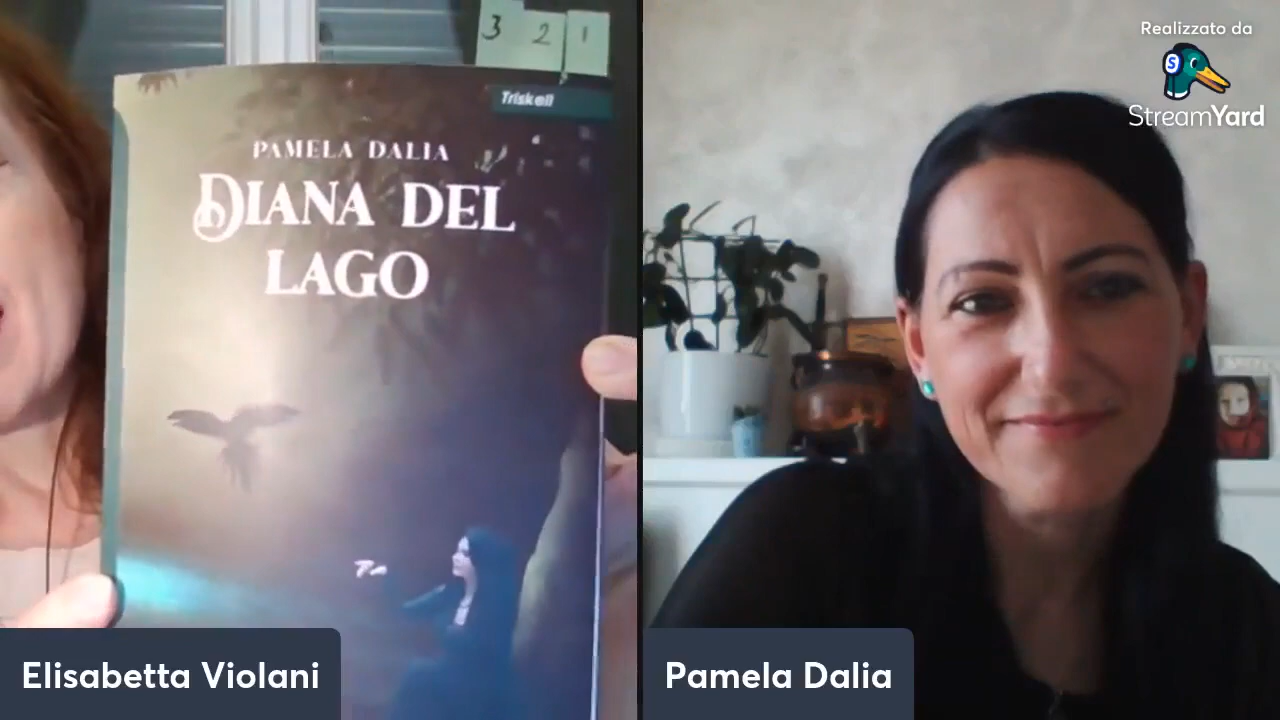 3 2 1
Triskell
PAMELA DALIA
DIANA DEL
LAGO
Elisabetta Violani
Realizzato da
S
StreamYard
Pamela Dalia